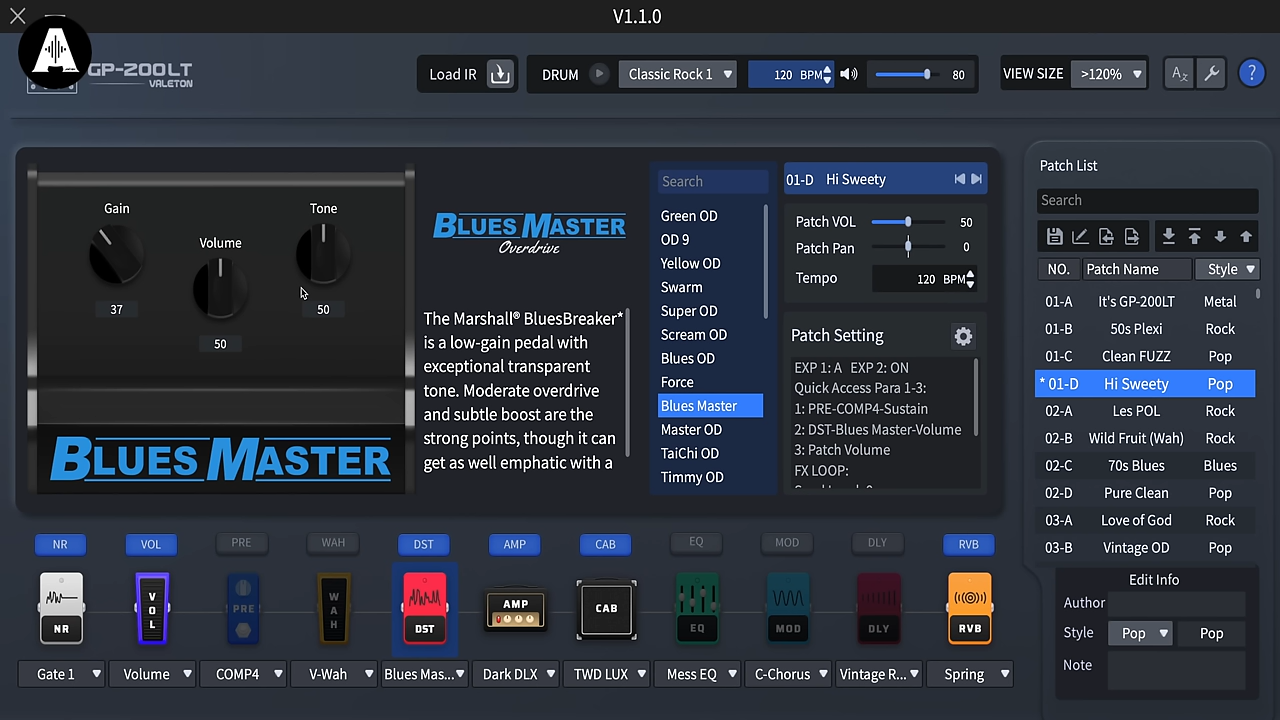 V1.1.0
A
GP-200LT
VALETON
Load IR
DRUM
Classic Rock 1
120 BPM
80
VIEW SIZE
>120%
Az
?
Gain
37
Volume
50
Tone
50
BLUES MASTER
BLUES MASTER
Overdrive
The Marshall® BluesBreaker*
is a low-gain pedal with
exceptional transparent
tone. Moderate overdrive
and subtle boost are the
strong points, though it can
get as well emphatic with a
Search
Green OD
OD 9
Yellow OD
Swarm
Super OD
Scream OD
Blues OD
Force
Blues Master
Master OD
TaiChi OD
Timmy OD
01-D Hi Sweety
Patch VOL 50
Patch Pan 0
Tempo 120 BPM
Patch Setting
EXP 1: A EXP 2: ON
Quick Access Para 1-3:
1: PRE-COMP4-Sustain
2: DST-Blues Master-Volume
3: Patch Volume
FX LOOP:
Patch List
Search
NO. Patch Name Style
01-A It's GP-200LT Metal
01-B 50s Plexi Rock
01-C Clean FUZZ Pop
* 01-D Hi Sweety Pop
02-A Les POL Rock
02-B Wild Fruit (Wah) Rock
02-C 70s Blues Blues
02-D Pure Clean Pop
03-A Love of God Rock
03-B Vintage OD Pop
Edit Info
Author
Style Pop Pop
Note
NR VOL PRE WAH DST AMP CAB EQ MOD DLY RVB
NR VOL PRE WAH DST AMP CAB EQ MOD DLY RVB
Gate 1 Volume COMP4 V-Wah Blues Mas... Dark DLX TWD LUX Mess EQ C-Chorus Vintage R... Spring